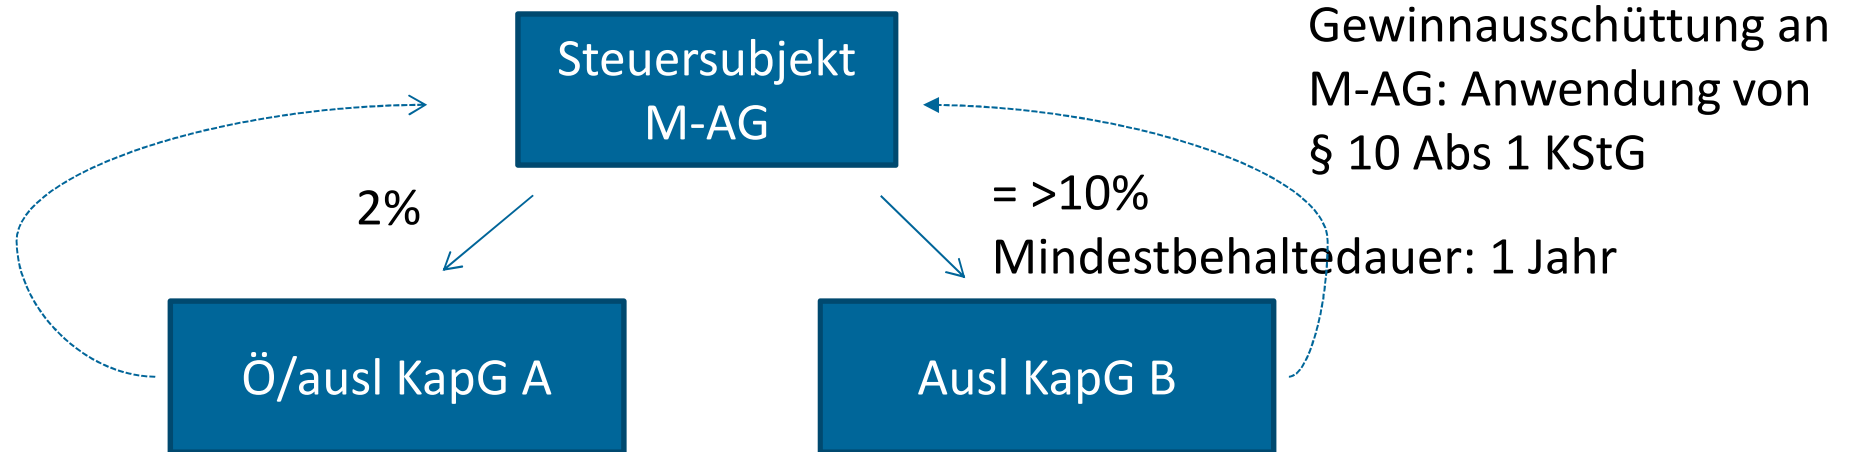 Steuersubjekt
M-AG
Gewinnausschüttung an
M-AG: Anwendung von
§ 10 Abs 1 KStG
2%
= >10%
Mindestbehaltedauer: 1 Jahr
Ö/ausl KapG A
Ausl KapG B